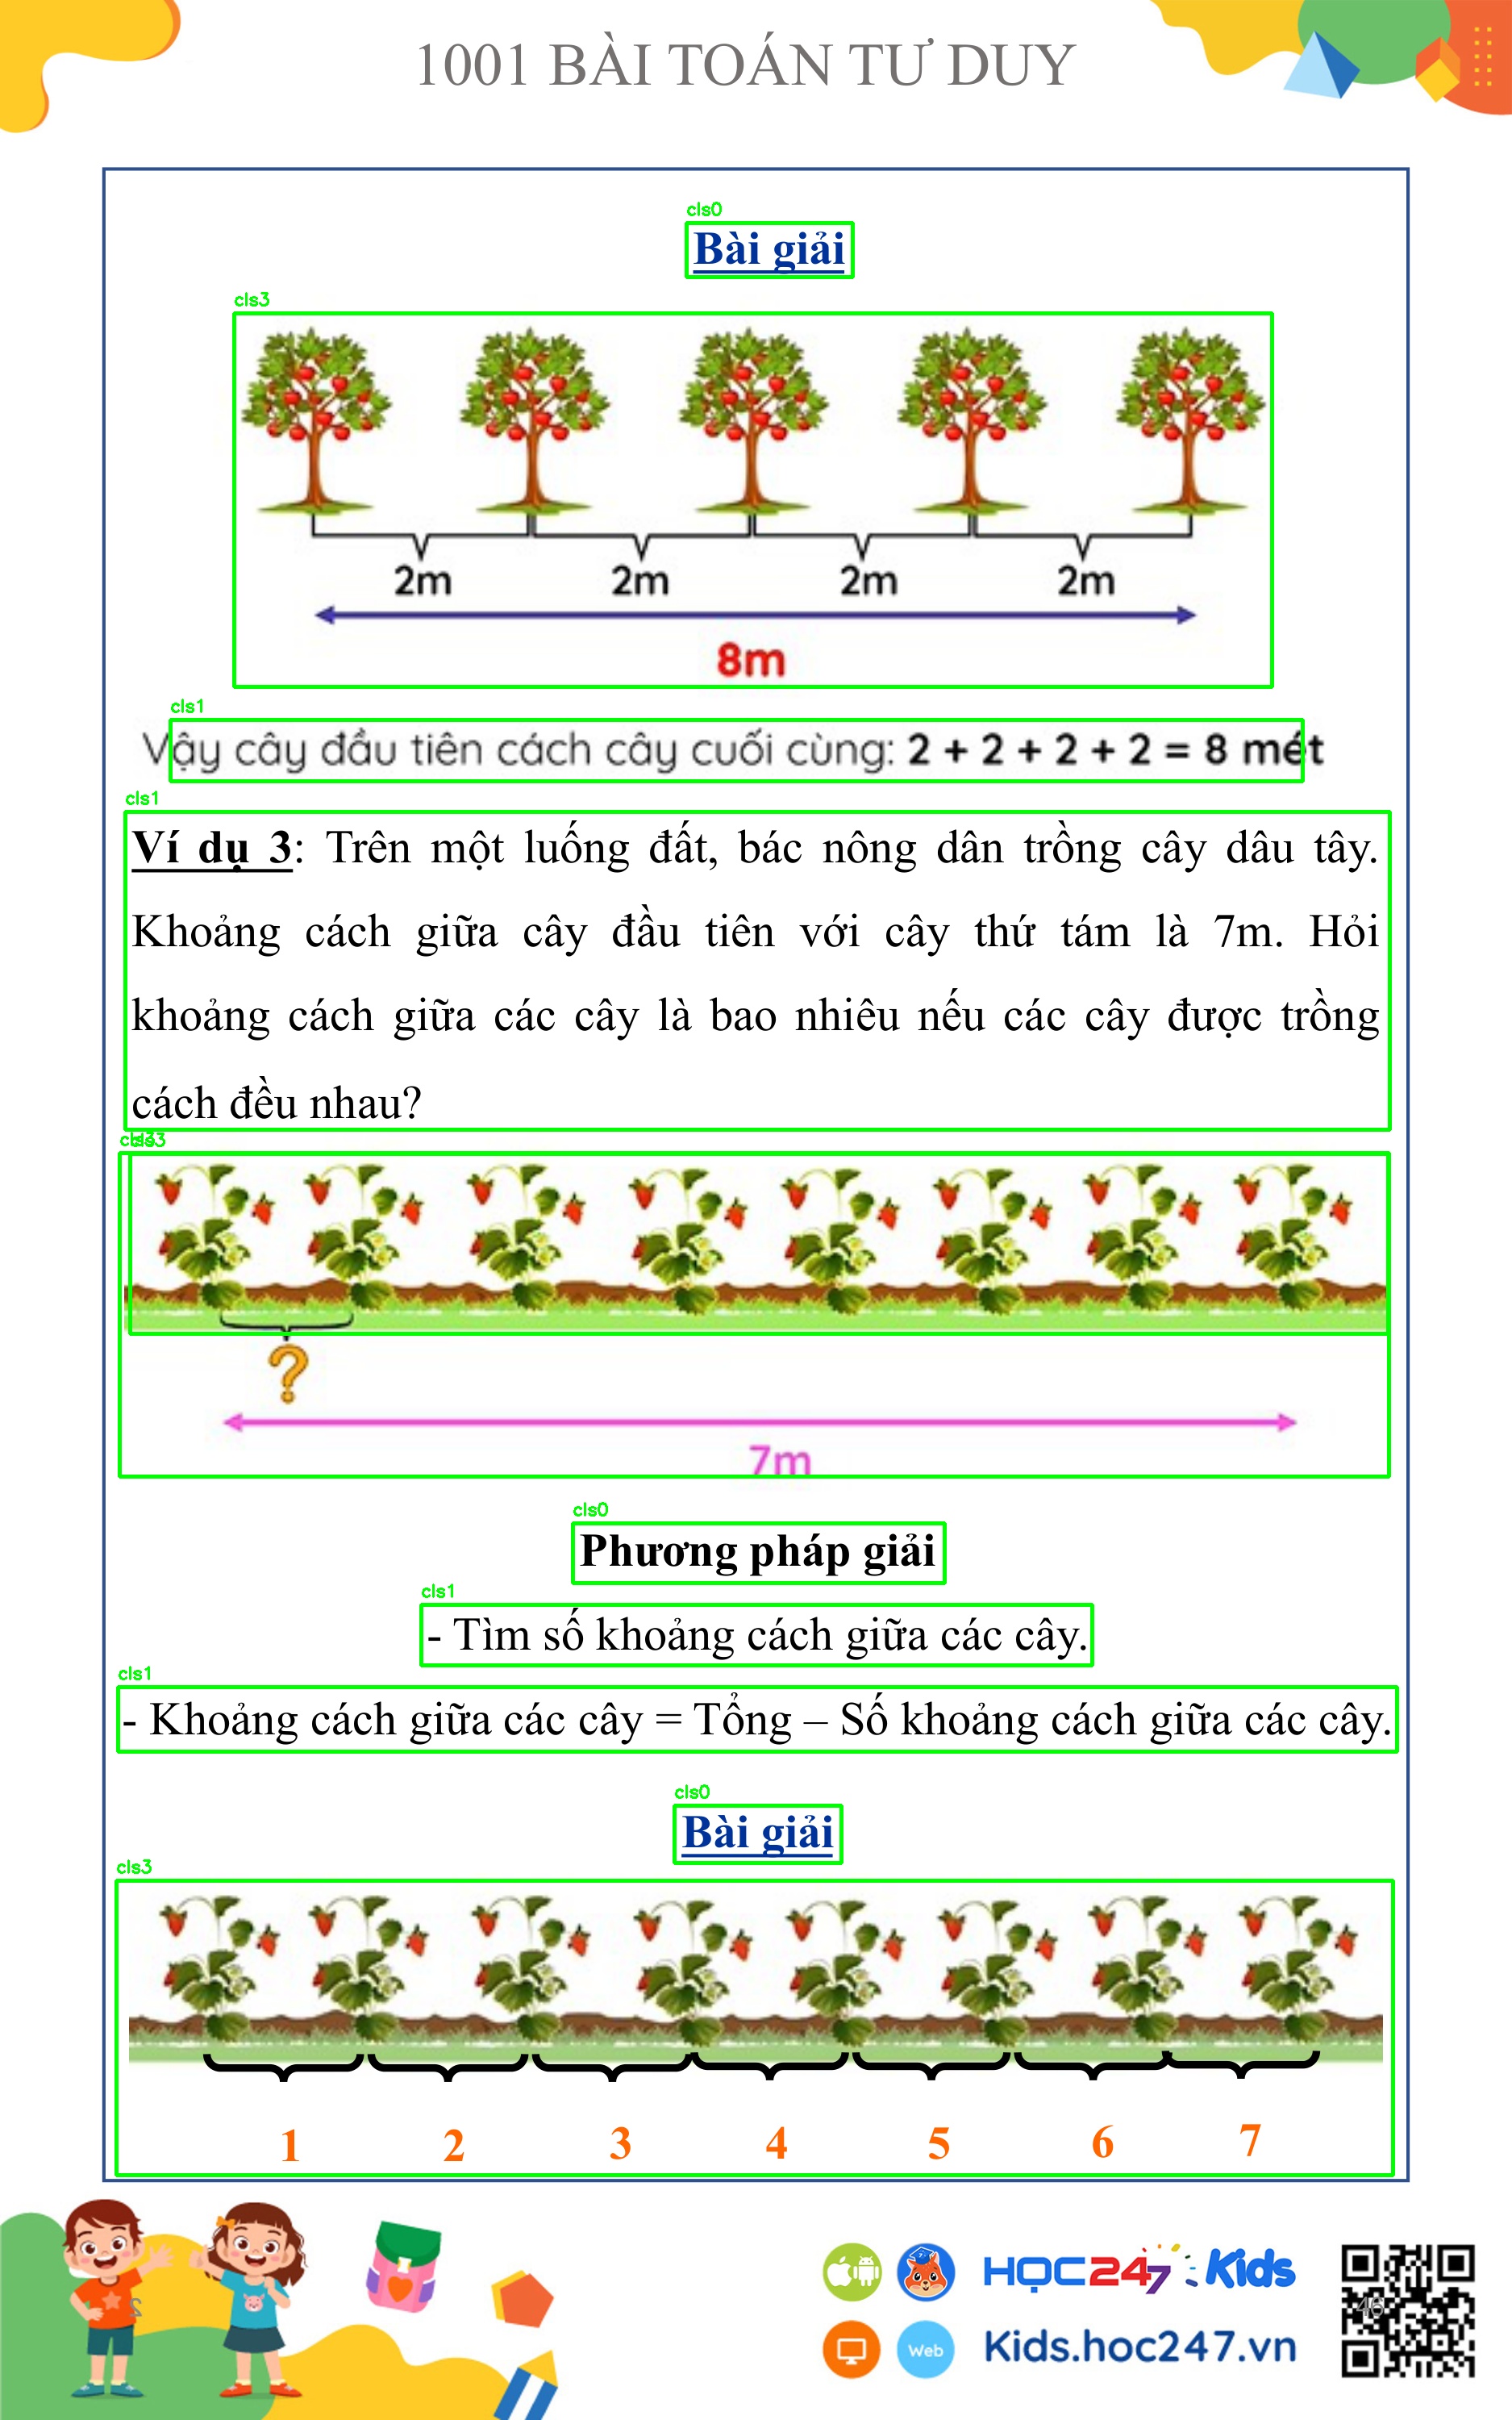 1001 BÀI TOÁN TƯ DUY
cls0
Bài giải
cls3
2m 2m 2m 2m
8m
cls1
Vậy cây đầu tiên cách cây cuối cùng: 2 + 2 + 2 + 2 = 8 mét
cls1
Ví dụ 3: Trên một luống đất, bác nông dân trồng cây dâu tây.
Khoảng cách giữa cây đầu tiên với cây thứ tám là 7m. Hỏi
khoảng cách giữa các cây là bao nhiêu nếu các cây được trồng
cách đều nhau?
?
7m
cls0
Phương pháp giải
cls1
- Tìm số khoảng cách giữa các cây.
cls1
- Khoảng cách giữa các cây = Tổng – Số khoảng cách giữa các cây.
cls0
Bài giải
cls3
1 2 3 4 5 6 7
HỌC247 Kids
46
Web
Kids.hoc247.vn